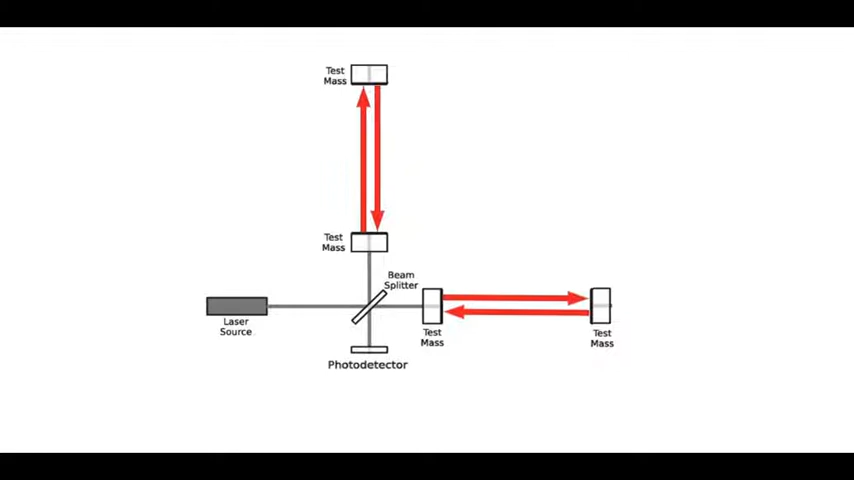 Test
Mass
Test
Mass
Beam
Splitter
Laser
Source
Test
Mass
Test
Mass
Photodetector